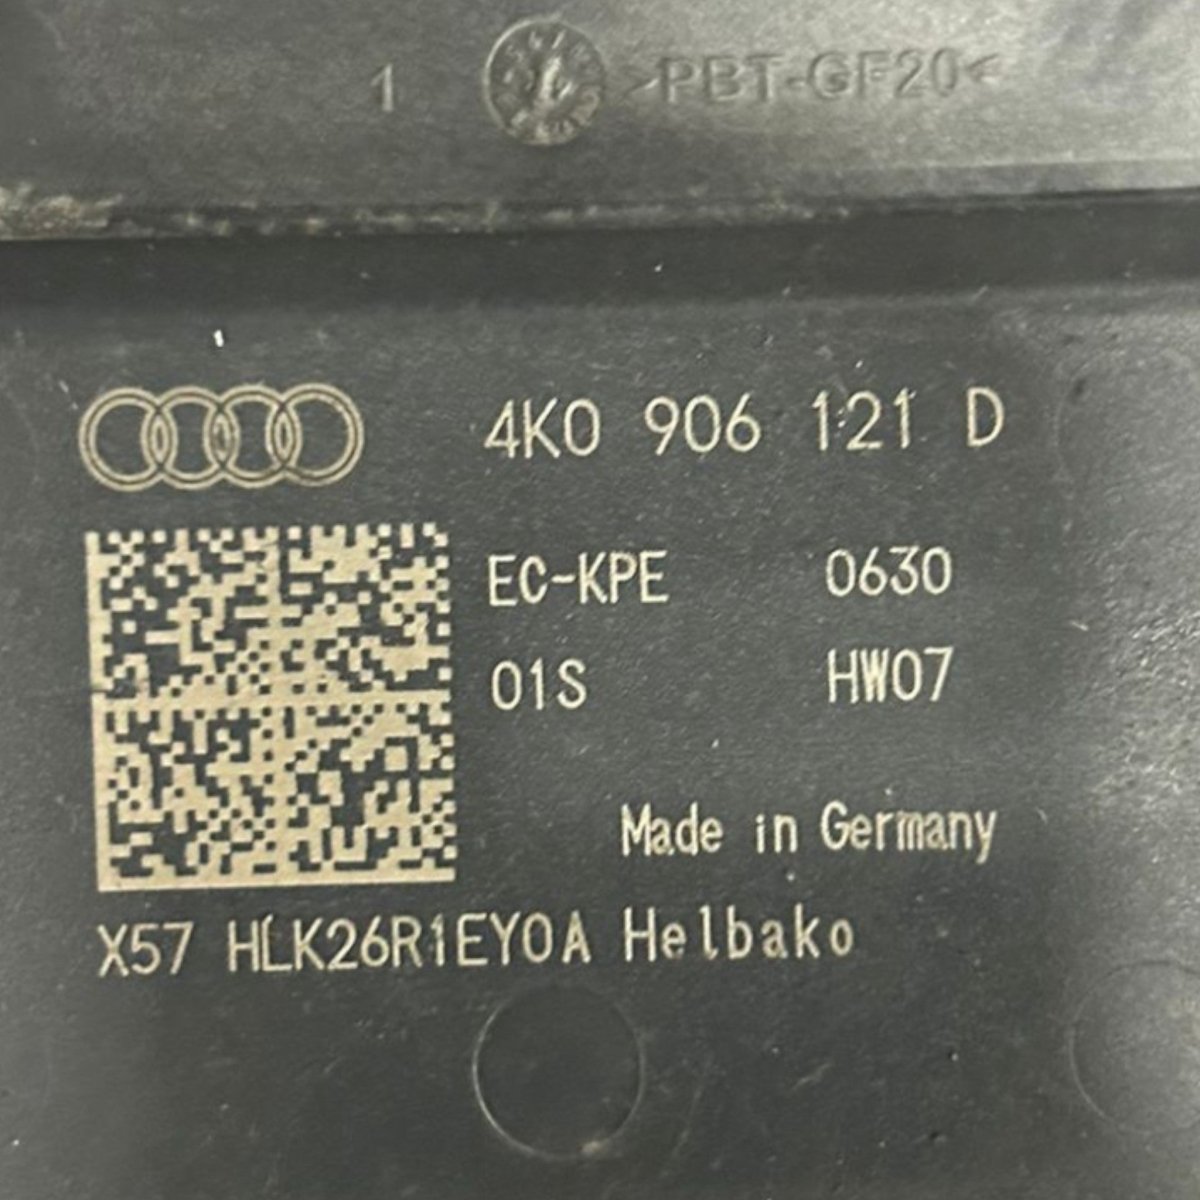 1 >PBT-GF20<
4K0 906 121 D
EC-KPE 0630
01S HW07
Made in Germany
X57 HLK26R1EY0A Helbako